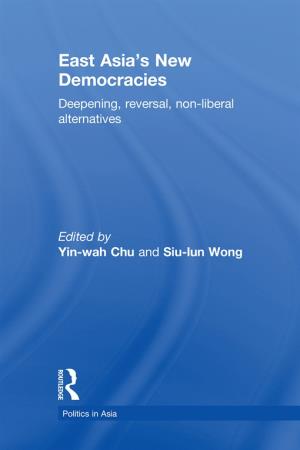 East Asia's New
Democracies
Deepening, reversal, non-liberal
alternatives
Edited by
Yin-wah Chu and Siu-lun Wong
ROUTLEDGE
Politics in Asia